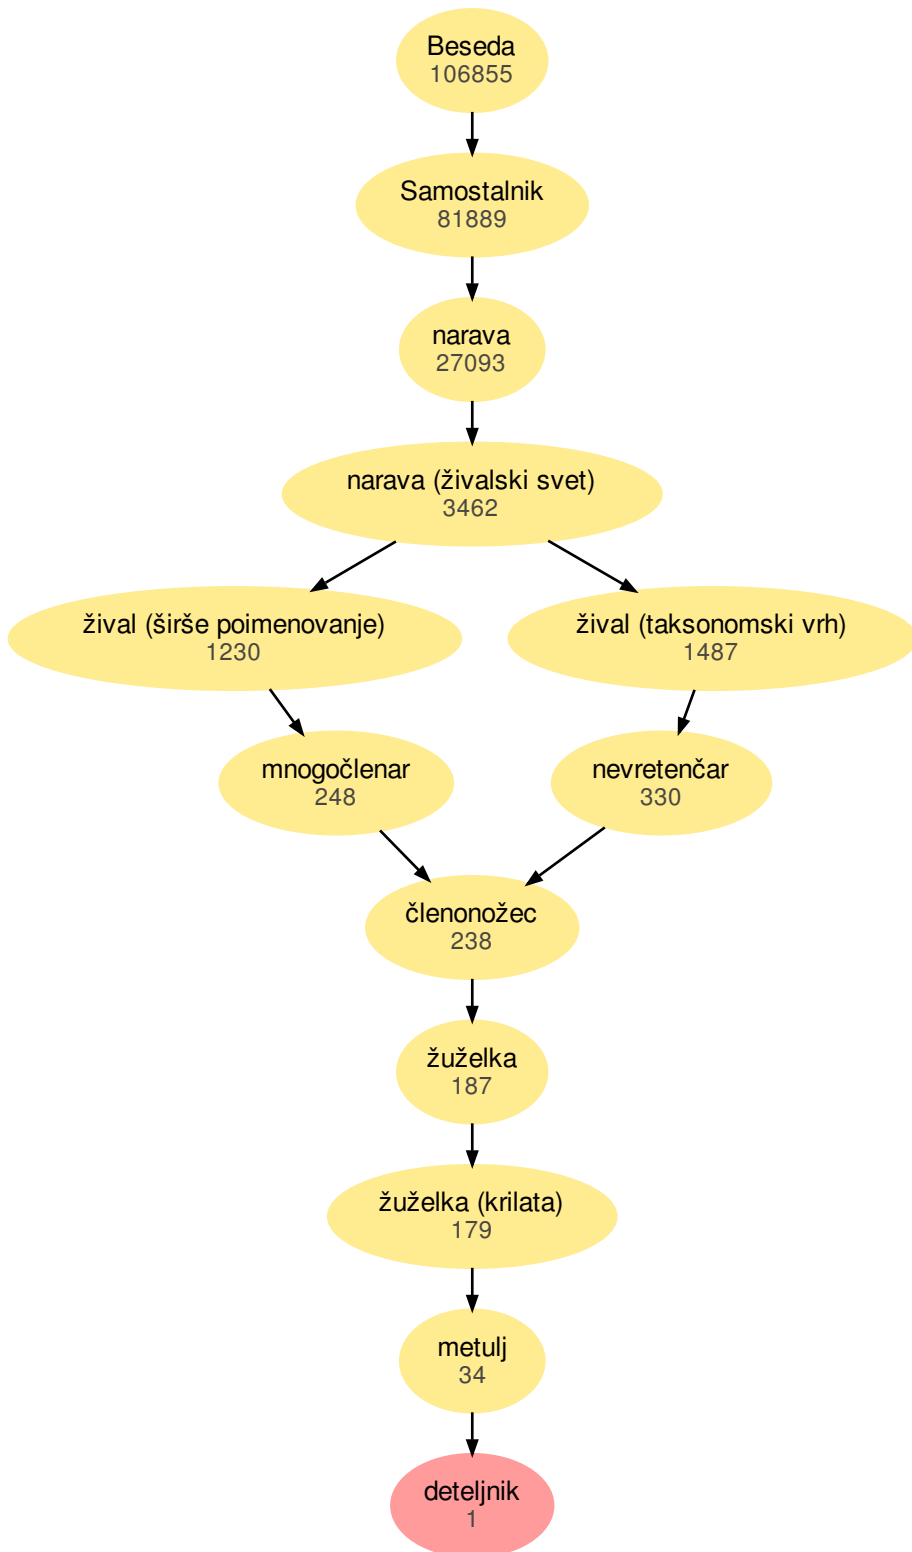 Beseda
106855
Samostalnik
81889
narava
27093
narava (živalski svet)
3462
žival (širše poimenovanje)
1230
žival (taksonomski vrh)
1487
mnogočlenar
248
nevretenčar
330
členonožec
238
žuželka
187
žuželka (krilata)
179
metulj
34
deteljnik
1